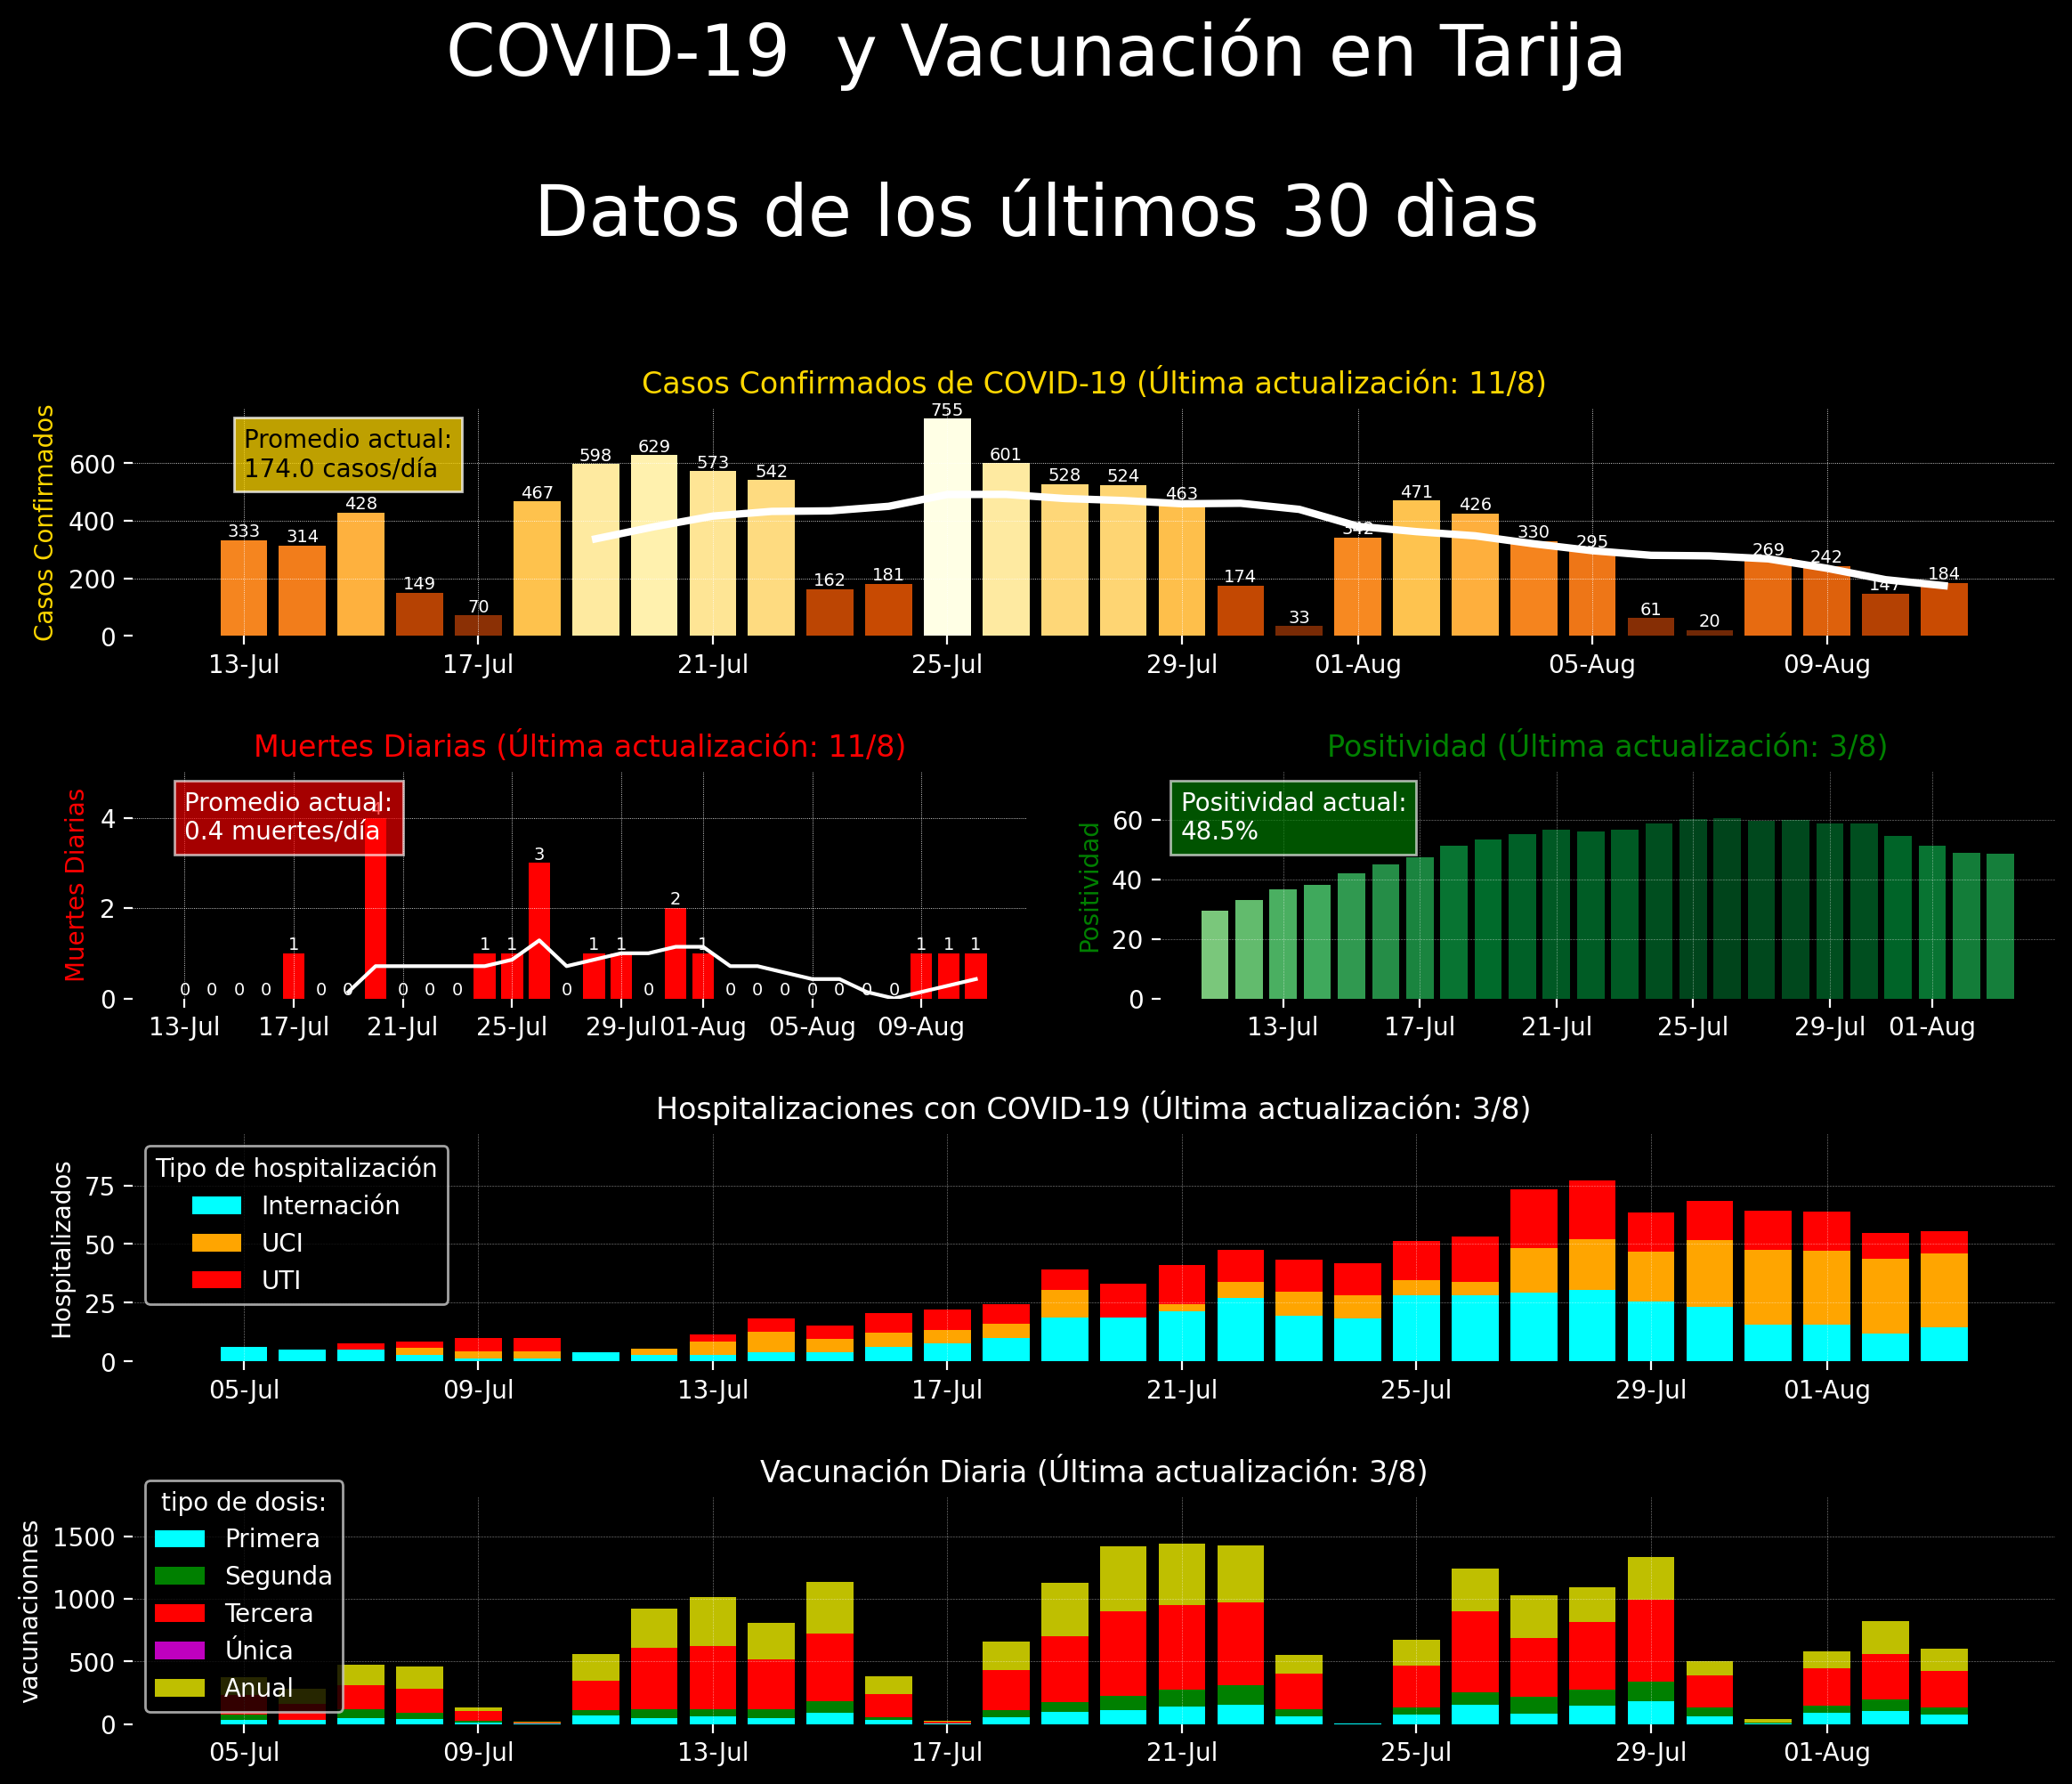 COVID-19  y Vacunación en Tarija
Datos de los últimos 30 dìas
Casos Confirmados de COVID-19 (Última actualización: 11/8)
Casos Confirmados
Promedio actual:
174.0 casos/día
600
400
200
0
333 314 428 149 70 467 598 629 573 542 162 181 755 601 528 524 463 174 33 342 471 426 330 295 61 20 269 242 147 184
13-Jul 17-Jul 21-Jul 25-Jul 29-Jul 01-Aug 05-Aug 09-Aug
Muertes Diarias (Última actualización: 11/8)
Muertes Diarias
Promedio actual:
0.4 muertes/día
4
2
0
0 0 0 0 1 0 0 4 0 0 0 1 1 3 0 1 1 0 2 1 0 0 0 0 0 0 0 1 1 1
13-Jul 17-Jul 21-Jul 25-Jul 29-Jul 01-Aug 05-Aug 09-Aug
Positividad (Última actualización: 3/8)
Positividad
Positividad actual:
48.5%
60
40
20
0
13-Jul 17-Jul 21-Jul 25-Jul 29-Jul 01-Aug
Hospitalizaciones con COVID-19 (Última actualización: 3/8)
Hospitalizados
Tipo de hospitalización
Internación
UCI
UTI
75
50
25
0
05-Jul 09-Jul 13-Jul 17-Jul 21-Jul 25-Jul 29-Jul 01-Aug
Vacunación Diaria (Última actualización: 3/8)
vacunacionnes
tipo de dosis:
Primera
Segunda
Tercera
Única
Anual
1500
1000
500
0
05-Jul 09-Jul 13-Jul 17-Jul 21-Jul 25-Jul 29-Jul 01-Aug